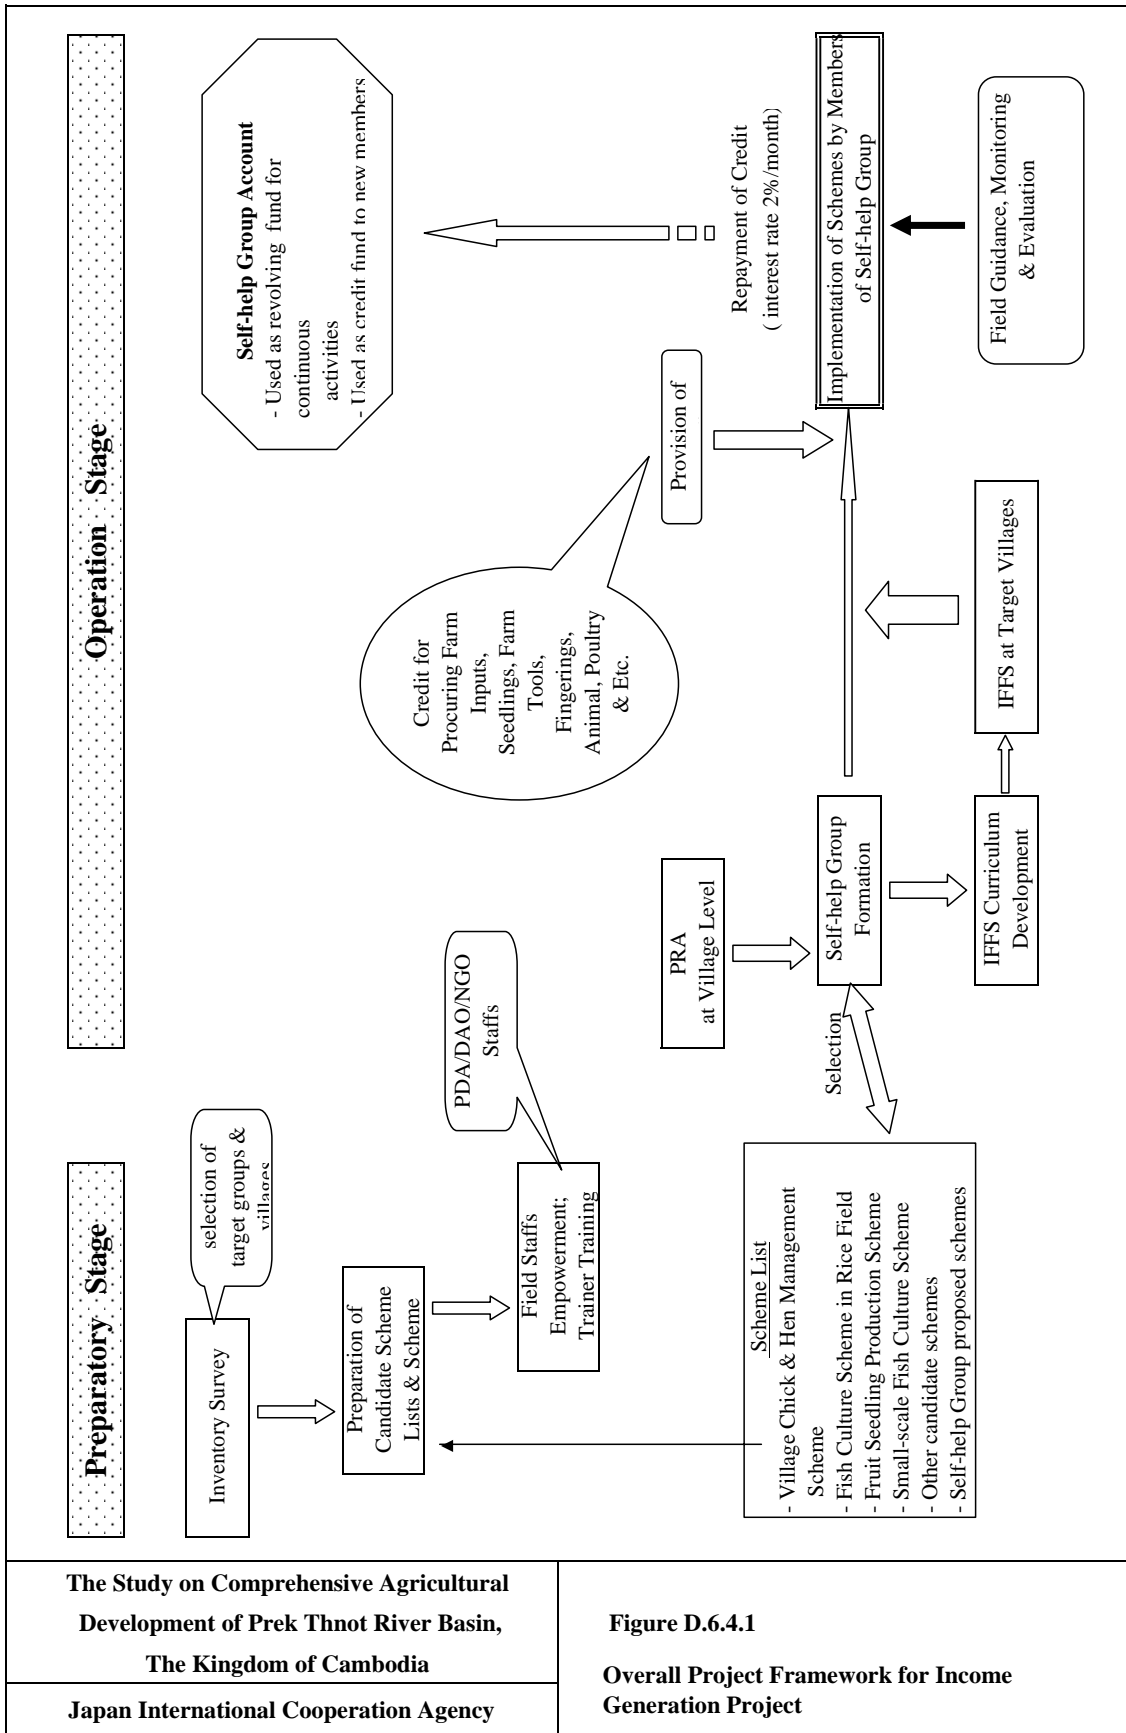 Preparatory Stage
Operation Stage
Inventory Survey
selection of
target groups &
villages
Preparation of
Candidate Scheme
Lists & Scheme
Field Staffs
Empowerment;
Trainer Training
PDA/DAO/NGO
Staffs
Scheme List
- Village Chick & Hen Management
Scheme
- Fish Culture Scheme in Rice Field
- Fruit Seedling Production Scheme
- Small-scale Fish Culture Scheme
- Other candidate schemes
- Self-help Group proposed schemes
Selection
PRA
at Village Level
Self-help Group
Formation
IFFS Curriculum
Development
IFFS at Target Villages
Credit for
Procuring Farm
Inputs,
Seedlings, Farm
Tools,
Fingerings,
Animal, Poultry
& Etc.
Provision of
Self-help Group Account
- Used as revolving fund for
continuous
activities
- Used as credit fund to new members
Repayment of Credit
( interest rate 2%/month)
Implementation of Schemes by Members
of Self-help Group
Field Guidance, Monitoring
& Evaluation
The Study on Comprehensive Agricultural
Development of Prek Thnot River Basin,
The Kingdom of Cambodia
Japan International Cooperation Agency
Figure D.6.4.1
Overall Project Framework for Income
Generation Project